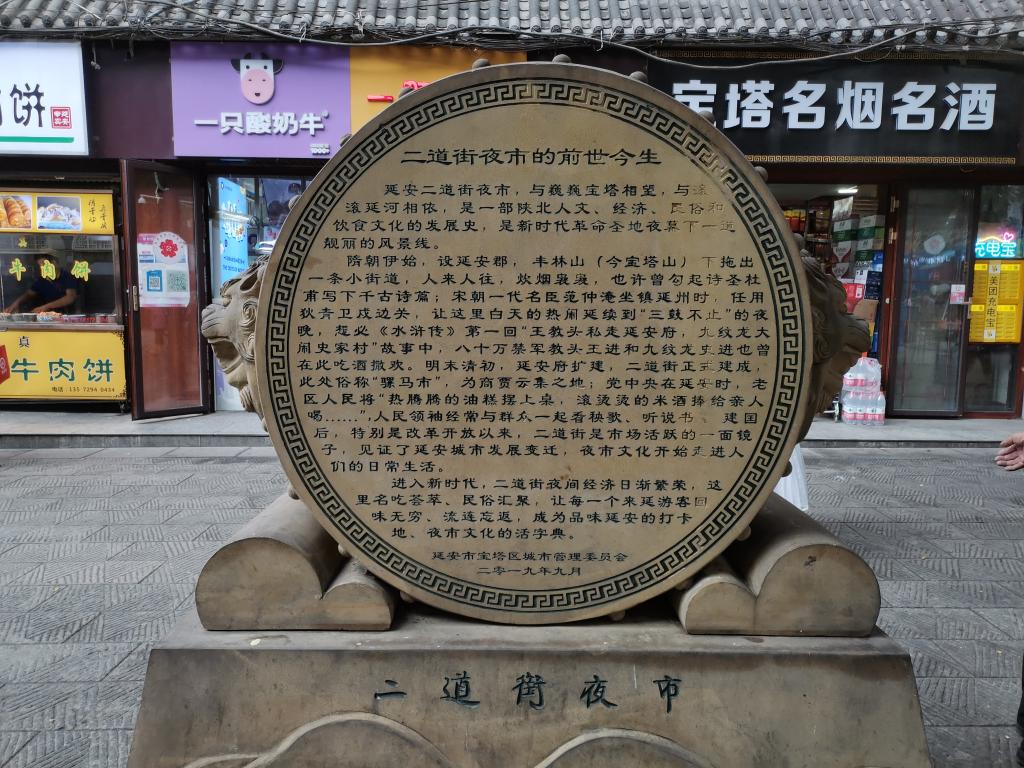 饼
一只酸奶牛
宝塔名烟名酒
牛肉饼
真
牛肉饼
电话:135 7229 6934
充电宝
美团充电宝
二道街夜市的前世今生
延安二道街夜市，与巍巍宝塔相望，与滚
滚延河相依，是一部陕北人文、经济、民俗和
饮食文化的发展史，是新时代革命圣地夜幕下一道
靓丽的风景线。
隋朝伊始，设延安郡，丰林山（今宝塔山）下拖出
一条小街道，人来人往，炊烟袅袅，也许曾勾起诗圣杜
甫写下千古诗篇；宋朝一代名臣范仲淹坐镇延州时，任用
狄青卫戍边关，让这里白天的热闹延续到“三鼓不止”的夜
晚，想必《水浒传》第一回“王教头私走延安府，九纹龙大
闹史家村”故事中，八十万禁军教头王进和九纹龙史进也曾
在此吃酒撒欢。明末清初，延安府扩建，二道街正式建成，
此处俗称“骡马市”，为商贾云集之地；党中央在延安时，老
区人民将“热腾腾的油糕摆上桌，滚烫烫的米酒捧给亲人
喝……”，人民领袖经常与群众一起看秧歌、听说书。建国
后，特别是改革开放以来，二道街是市场活跃的一面镜
子，见证了延安城市发展变迁，夜市文化开始走进人
们的日常生活。
进入新时代，二道街夜间经济日渐繁荣，这
里名吃荟萃、民俗汇聚，让每一个来延游客回
味无穷、流连忘返，成为品味延安的打卡
地、夜市文化的活字典。
延安市宝塔区城市管理委员会
二零一九年九月
二道街夜市